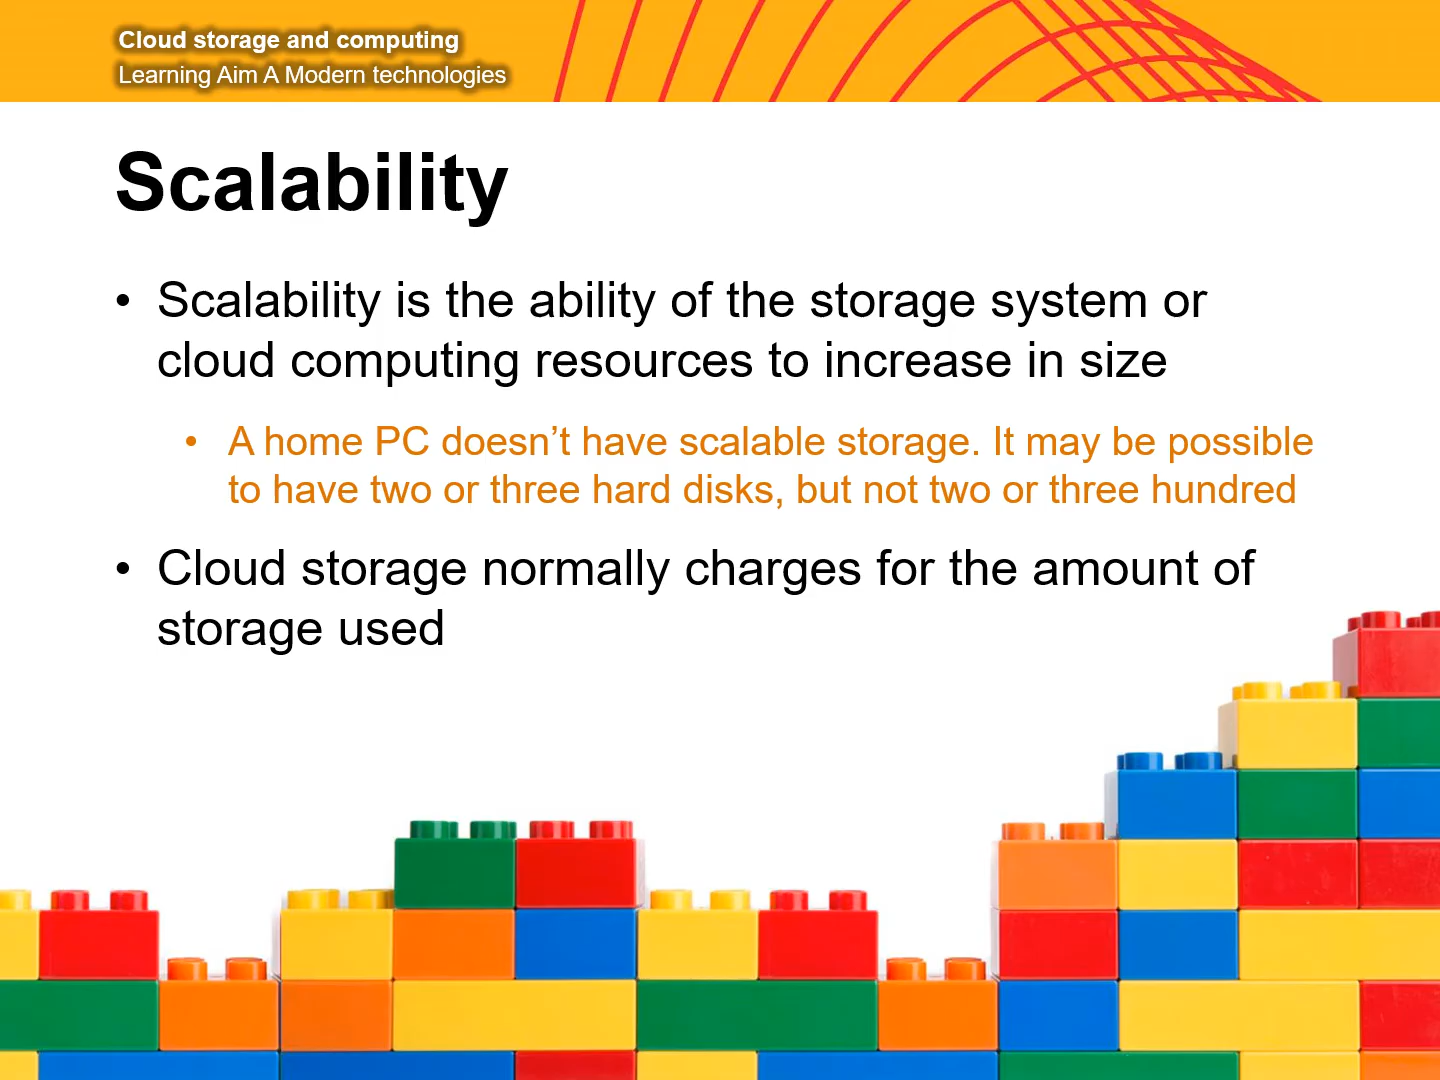 Cloud storage and computing
Learning Aim A Modern technologies
Scalability
• Scalability is the ability of the storage system or
cloud computing resources to increase in size
• A home PC doesn’t have scalable storage. It may be possible
to have two or three hard disks, but not two or three hundred
• Cloud storage normally charges for the amount of
storage used